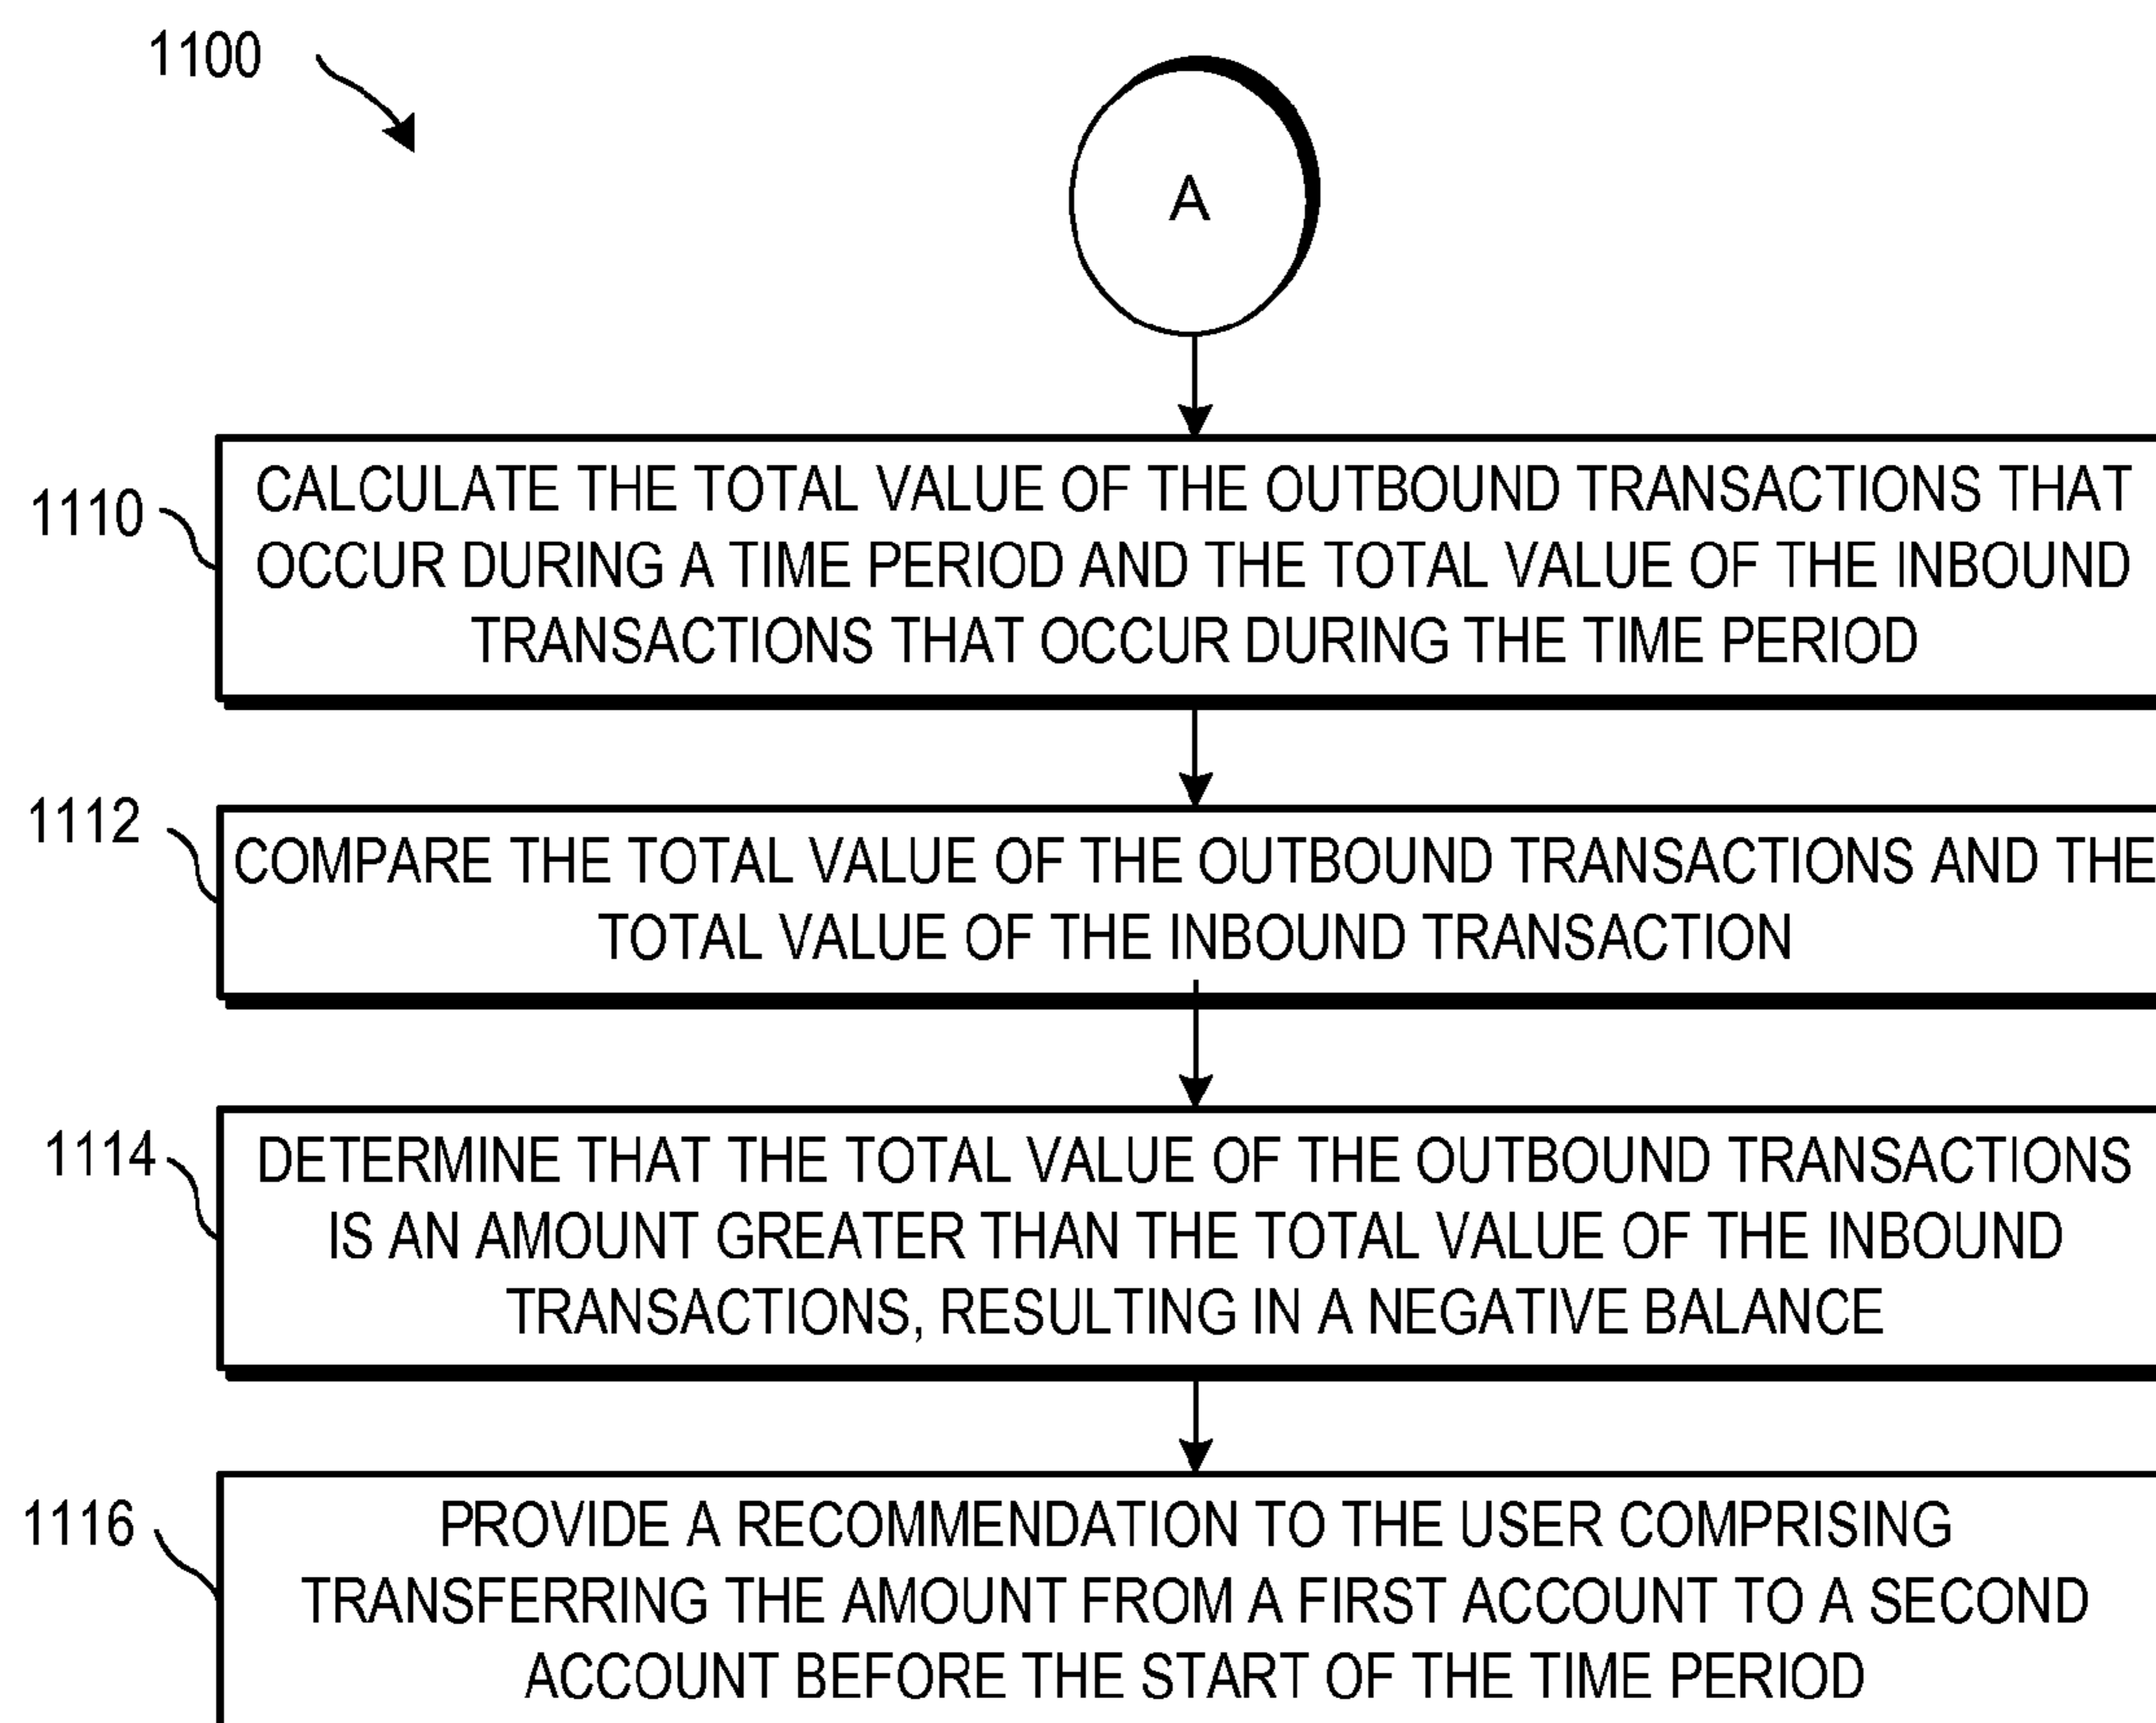 1100
A
1110
CALCULATE THE TOTAL VALUE OF THE OUTBOUND TRANSACTIONS THAT
OCCUR DURING A TIME PERIOD AND THE TOTAL VALUE OF THE INBOUND
TRANSACTIONS THAT OCCUR DURING THE TIME PERIOD
1112
COMPARE THE TOTAL VALUE OF THE OUTBOUND TRANSACTIONS AND THE
TOTAL VALUE OF THE INBOUND TRANSACTION
1114
DETERMINE THAT THE TOTAL VALUE OF THE OUTBOUND TRANSACTIONS
IS AN AMOUNT GREATER THAN THE TOTAL VALUE OF THE INBOUND
TRANSACTIONS, RESULTING IN A NEGATIVE BALANCE
1116
PROVIDE A RECOMMENDATION TO THE USER COMPRISING
TRANSFERRING THE AMOUNT FROM A FIRST ACCOUNT TO A SECOND
ACCOUNT BEFORE THE START OF THE TIME PERIOD